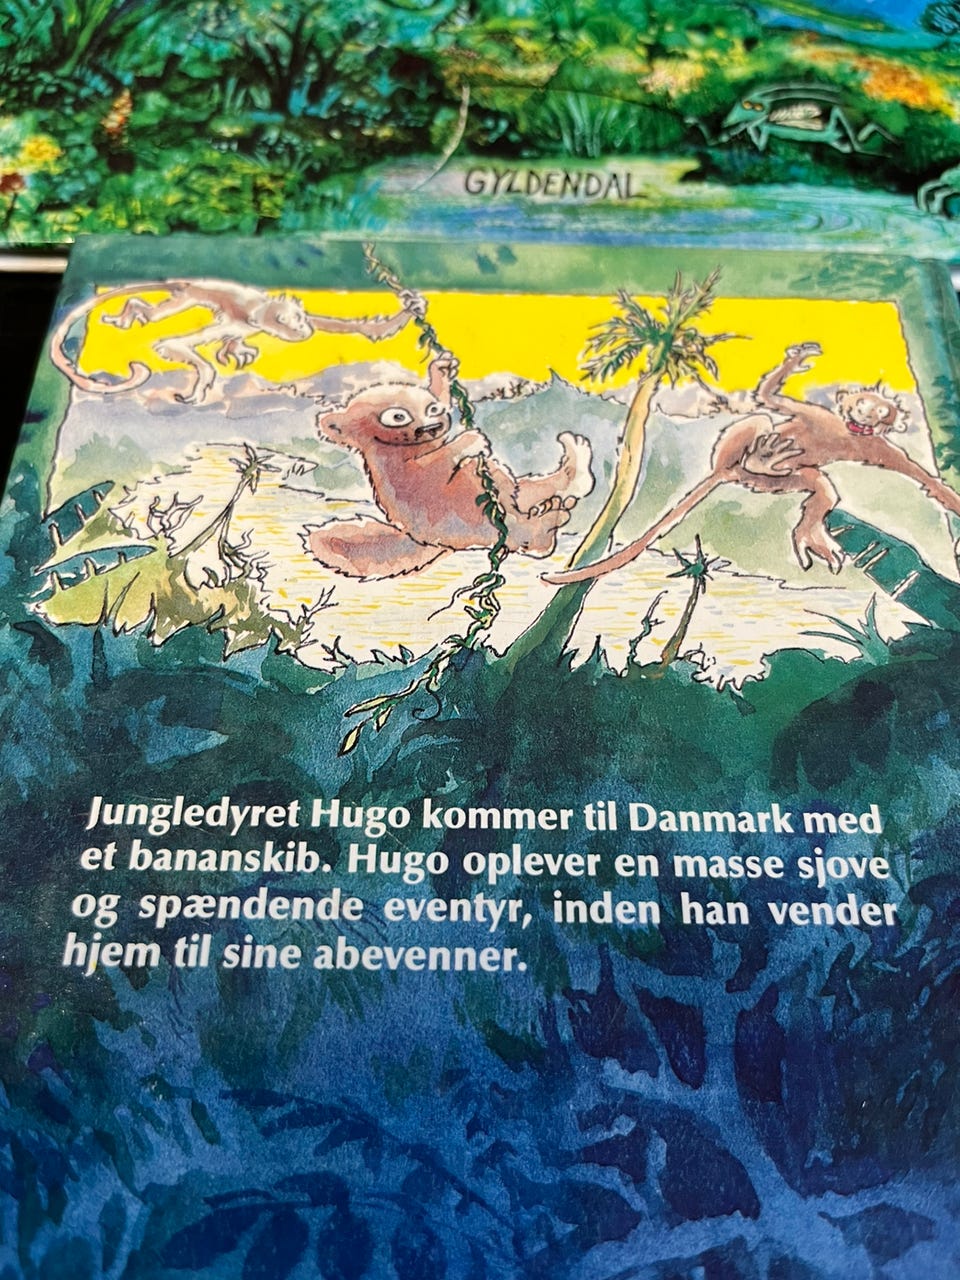 GYLDENDAL
Jungledyret Hugo kommer til Danmark med
et bananskib. Hugo oplever en masse sjove
og spændende eventyr, inden han vender
hjem til sine abevenner.